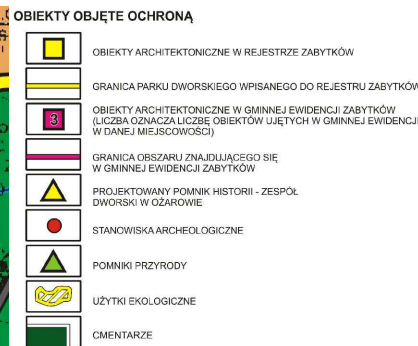 OBIEKTY OBJĘTE OCHRONĄ
OBIEKTY ARCHITEKTONICZNE W REJESTRZE ZABYTKÓW
GRANICA PARKU DWORSKIEGO WPISANEGO DO REJESTRU ZABYTKÓW
3
OBIEKTY ARCHITEKTONICZNE W GMINNEJ EWIDENCJI ZABYTKÓW
(LICZBA OZNACZA LICZBĘ OBIEKTÓW UJĘTYCH W GMINNEJ EWIDENCJI
W DANEJ MIEJSCOWOŚCI)
GRANICA OBSZARU ZNAJDUJĄCEGO SIĘ
W GMINNEJ EWIDENCJI ZABYTKÓW
PROJEKTOWANY POMNIK HISTORII - ZESPÓŁ
DWORSKI W OŻAROWIE
STANOWISKA ARCHEOLOGICZNE
POMNIKI PRZYRODY
UŻYTKI EKOLOGICZNE
CMENTARZE